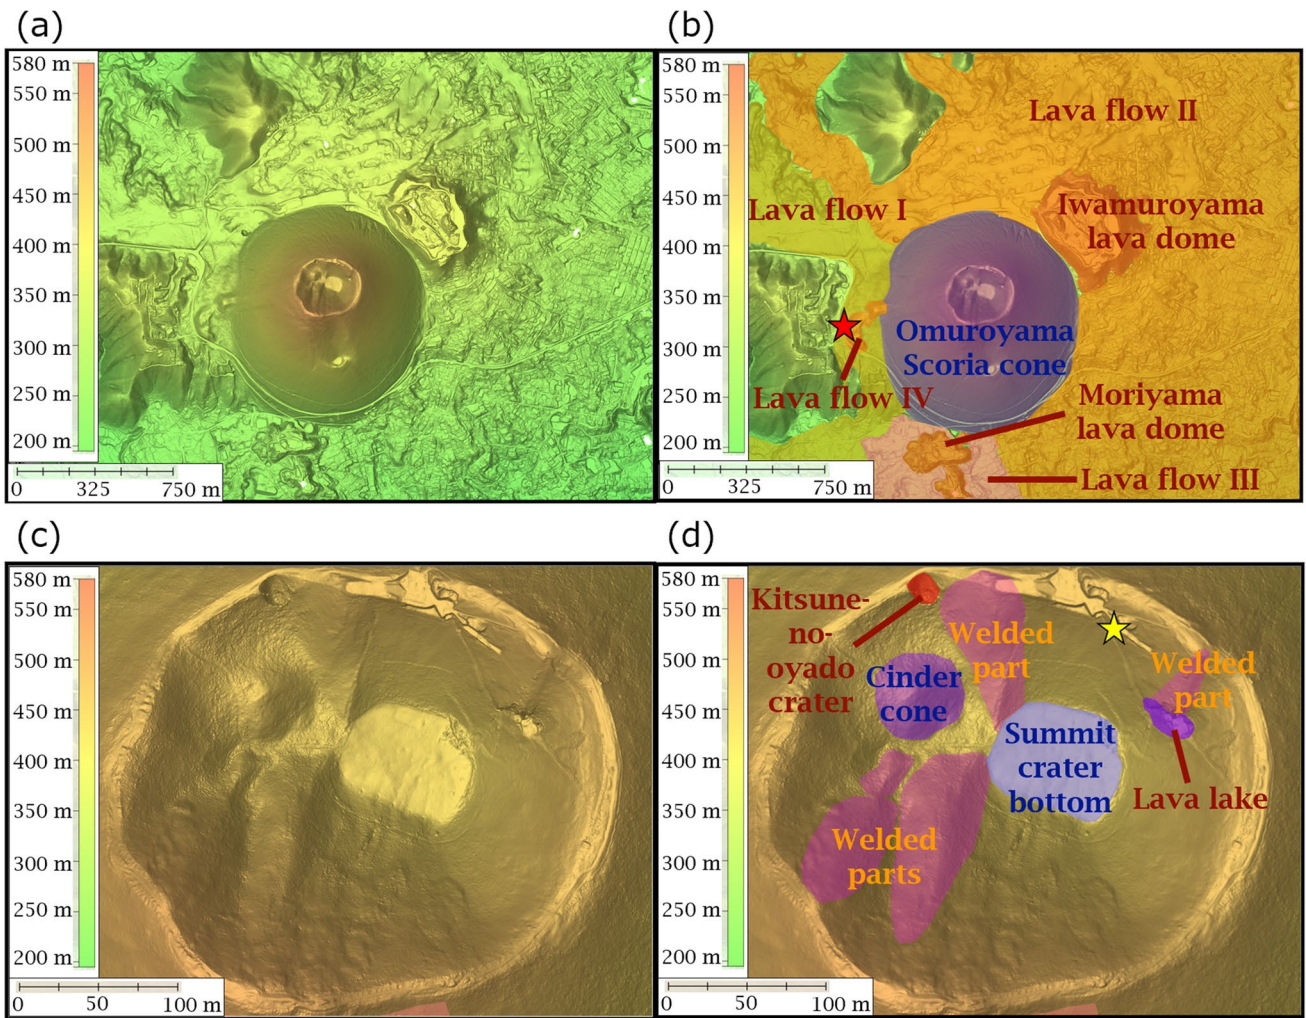 (a)
580 m
550 m
500 m
450 m
400 m
350 m
300 m
250 m
200 m
0 325 750 m
(b)
580 m
550 m
500 m
450 m
400 m
350 m
300 m
250 m
200 m
0 325 750 m
Lava flow II
Lava flow I
Iwamuroyama
lava dome
Omuroyama
Scoria cone
Lava flow IV
Moriyama
lava dome
Lava flow III
(c)
580 m
550 m
500 m
450 m
400 m
350 m
300 m
250 m
200 m
0 50 100 m
(d)
580 m
550 m
500 m
450 m
400 m
350 m
300 m
250 m
200 m
0 50 100 m
Kitsune-
no-
oyado
crater
Welded
part
Cinder
cone
Welded
part
Summit
crater
bottom
Lava lake
Welded
parts